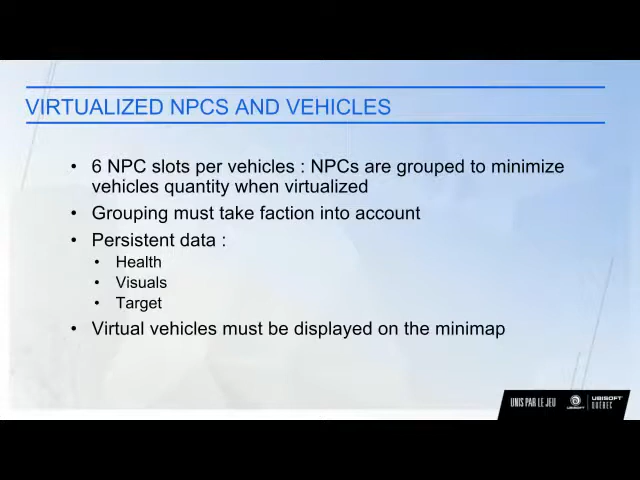 VIRTUALIZED NPCS AND VEHICLES
• 6 NPC slots per vehicles : NPCs are grouped to minimize
vehicles quantity when virtualized
• Grouping must take faction into account
• Persistent data :
• Health
• Visuals
• Target
• Virtual vehicles must be displayed on the minimap
UNIS PAR LE JEU
UBISOFT
UBISOFT
QUÉBEC